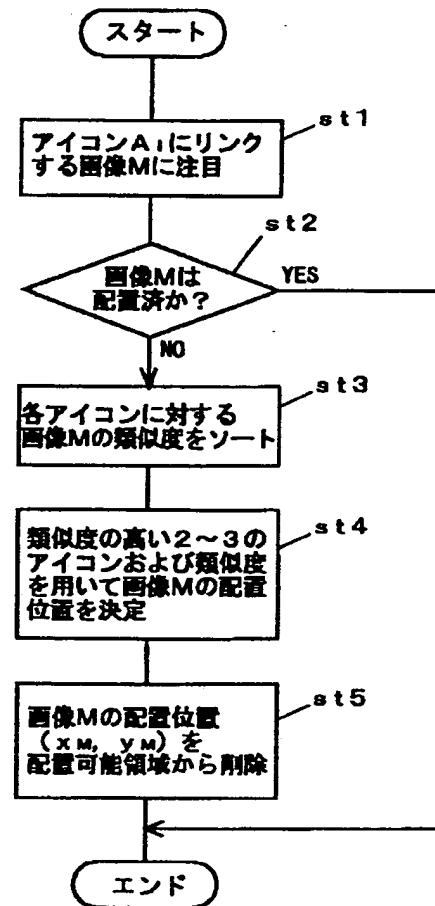 スタート
st1
アイコンAiにリンク
する画像Mに注目
st2
画像Mは
配置済か？
YES
NO
st3
各アイコンに対する
画像Mの類似度をソート
st4
類似度の高い2～3の
アイコンおよび類似度
を用いて画像Mの配置
位置を決定
st5
画像Mの配置位置
（xM, yM）を
配置可能領域から削除
エンド